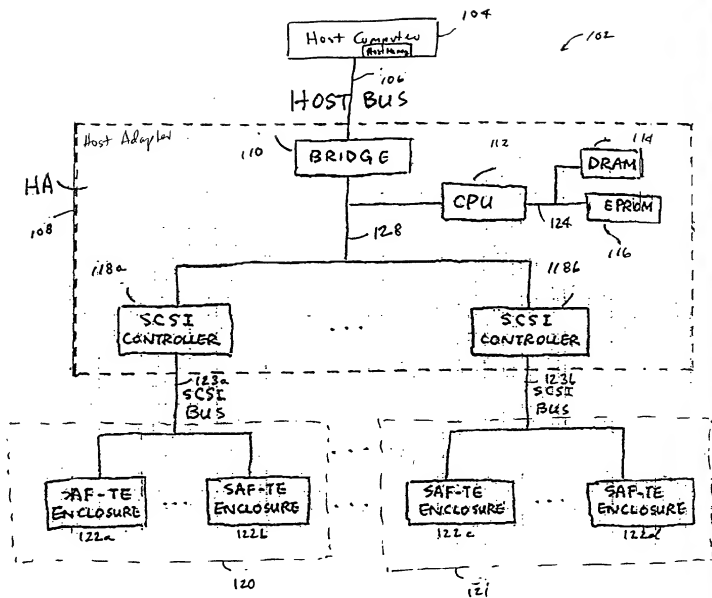 Host Computer
Host Memory
104
102
106
HOST BUS
Host Adapter
110
BRIDGE
112
114
DRAM
HA
CPU
EPROM
108
128
124
116
118a
118b
SCSI
CONTROLLER
...
SCSI
CONTROLLER
123a
SCSI
BUS
123b
SCSI
BUS
SAF-TE
ENCLOSURE
122a
...
SAF-TE
ENCLOSURE
122b
SAF-TE
ENCLOSURE
122c
...
SAF-TE
ENCLOSURE
122d
120
121